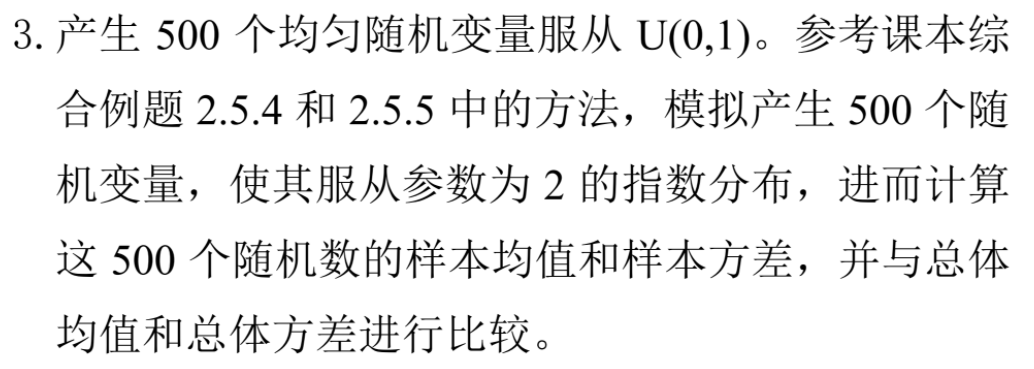 3. 产生 500 个均匀随机变量服从 U(0,1)。参考课本综
合例题 2.5.4 和 2.5.5 中的方法，模拟产生 500 个随
机变量，使其服从参数为 2 的指数分布，进而计算
这 500 个随机数的样本均值和样本方差，并与总体
均值和总体方差进行比较。